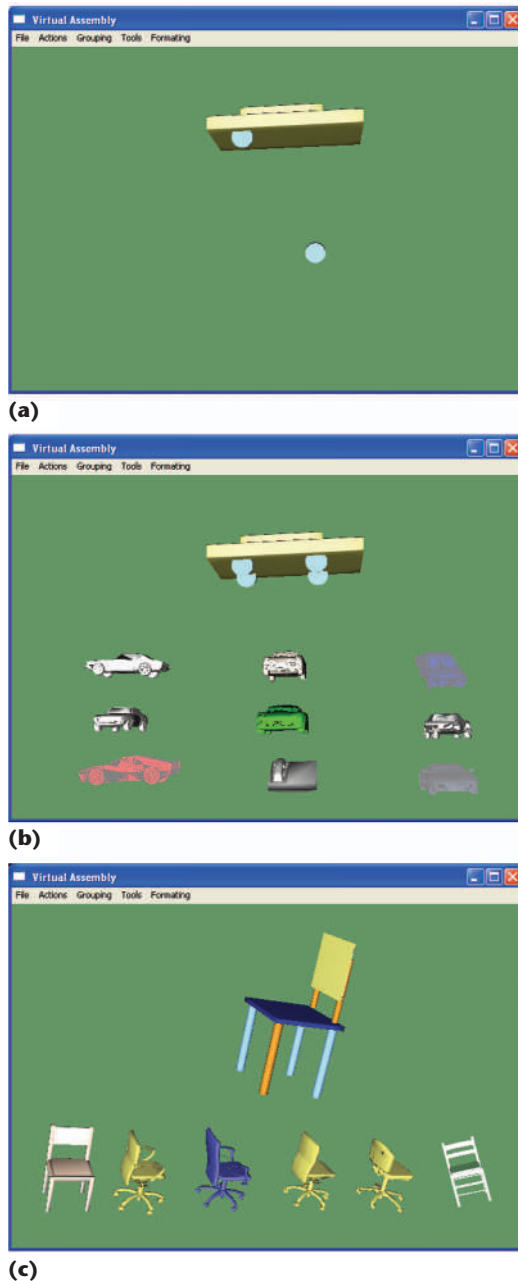 Virtual Assembly
File Actions Grouping Tools Formating
(a)
Virtual Assembly
File Actions Grouping Tools Formating
(b)
Virtual Assembly
File Actions Grouping Tools Formating
(c)